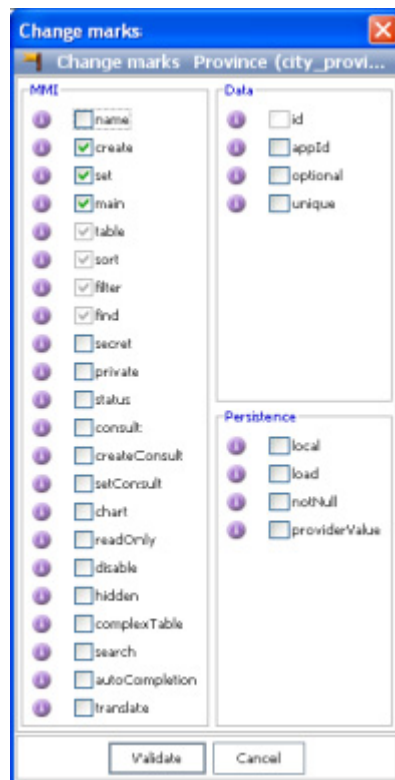 Change marks
Change marks Province (city_provi...
MMI
name
create
set
main
table
sort
filter
find
secret
private
status
consult
createConsult
setConsult
chart
readOnly
disable
hidden
complexTable
search
autoCompletion
translate
Data
id
appId
optional
unique
Persistence
local
load
notNull
providerValue
Validate
Cancel